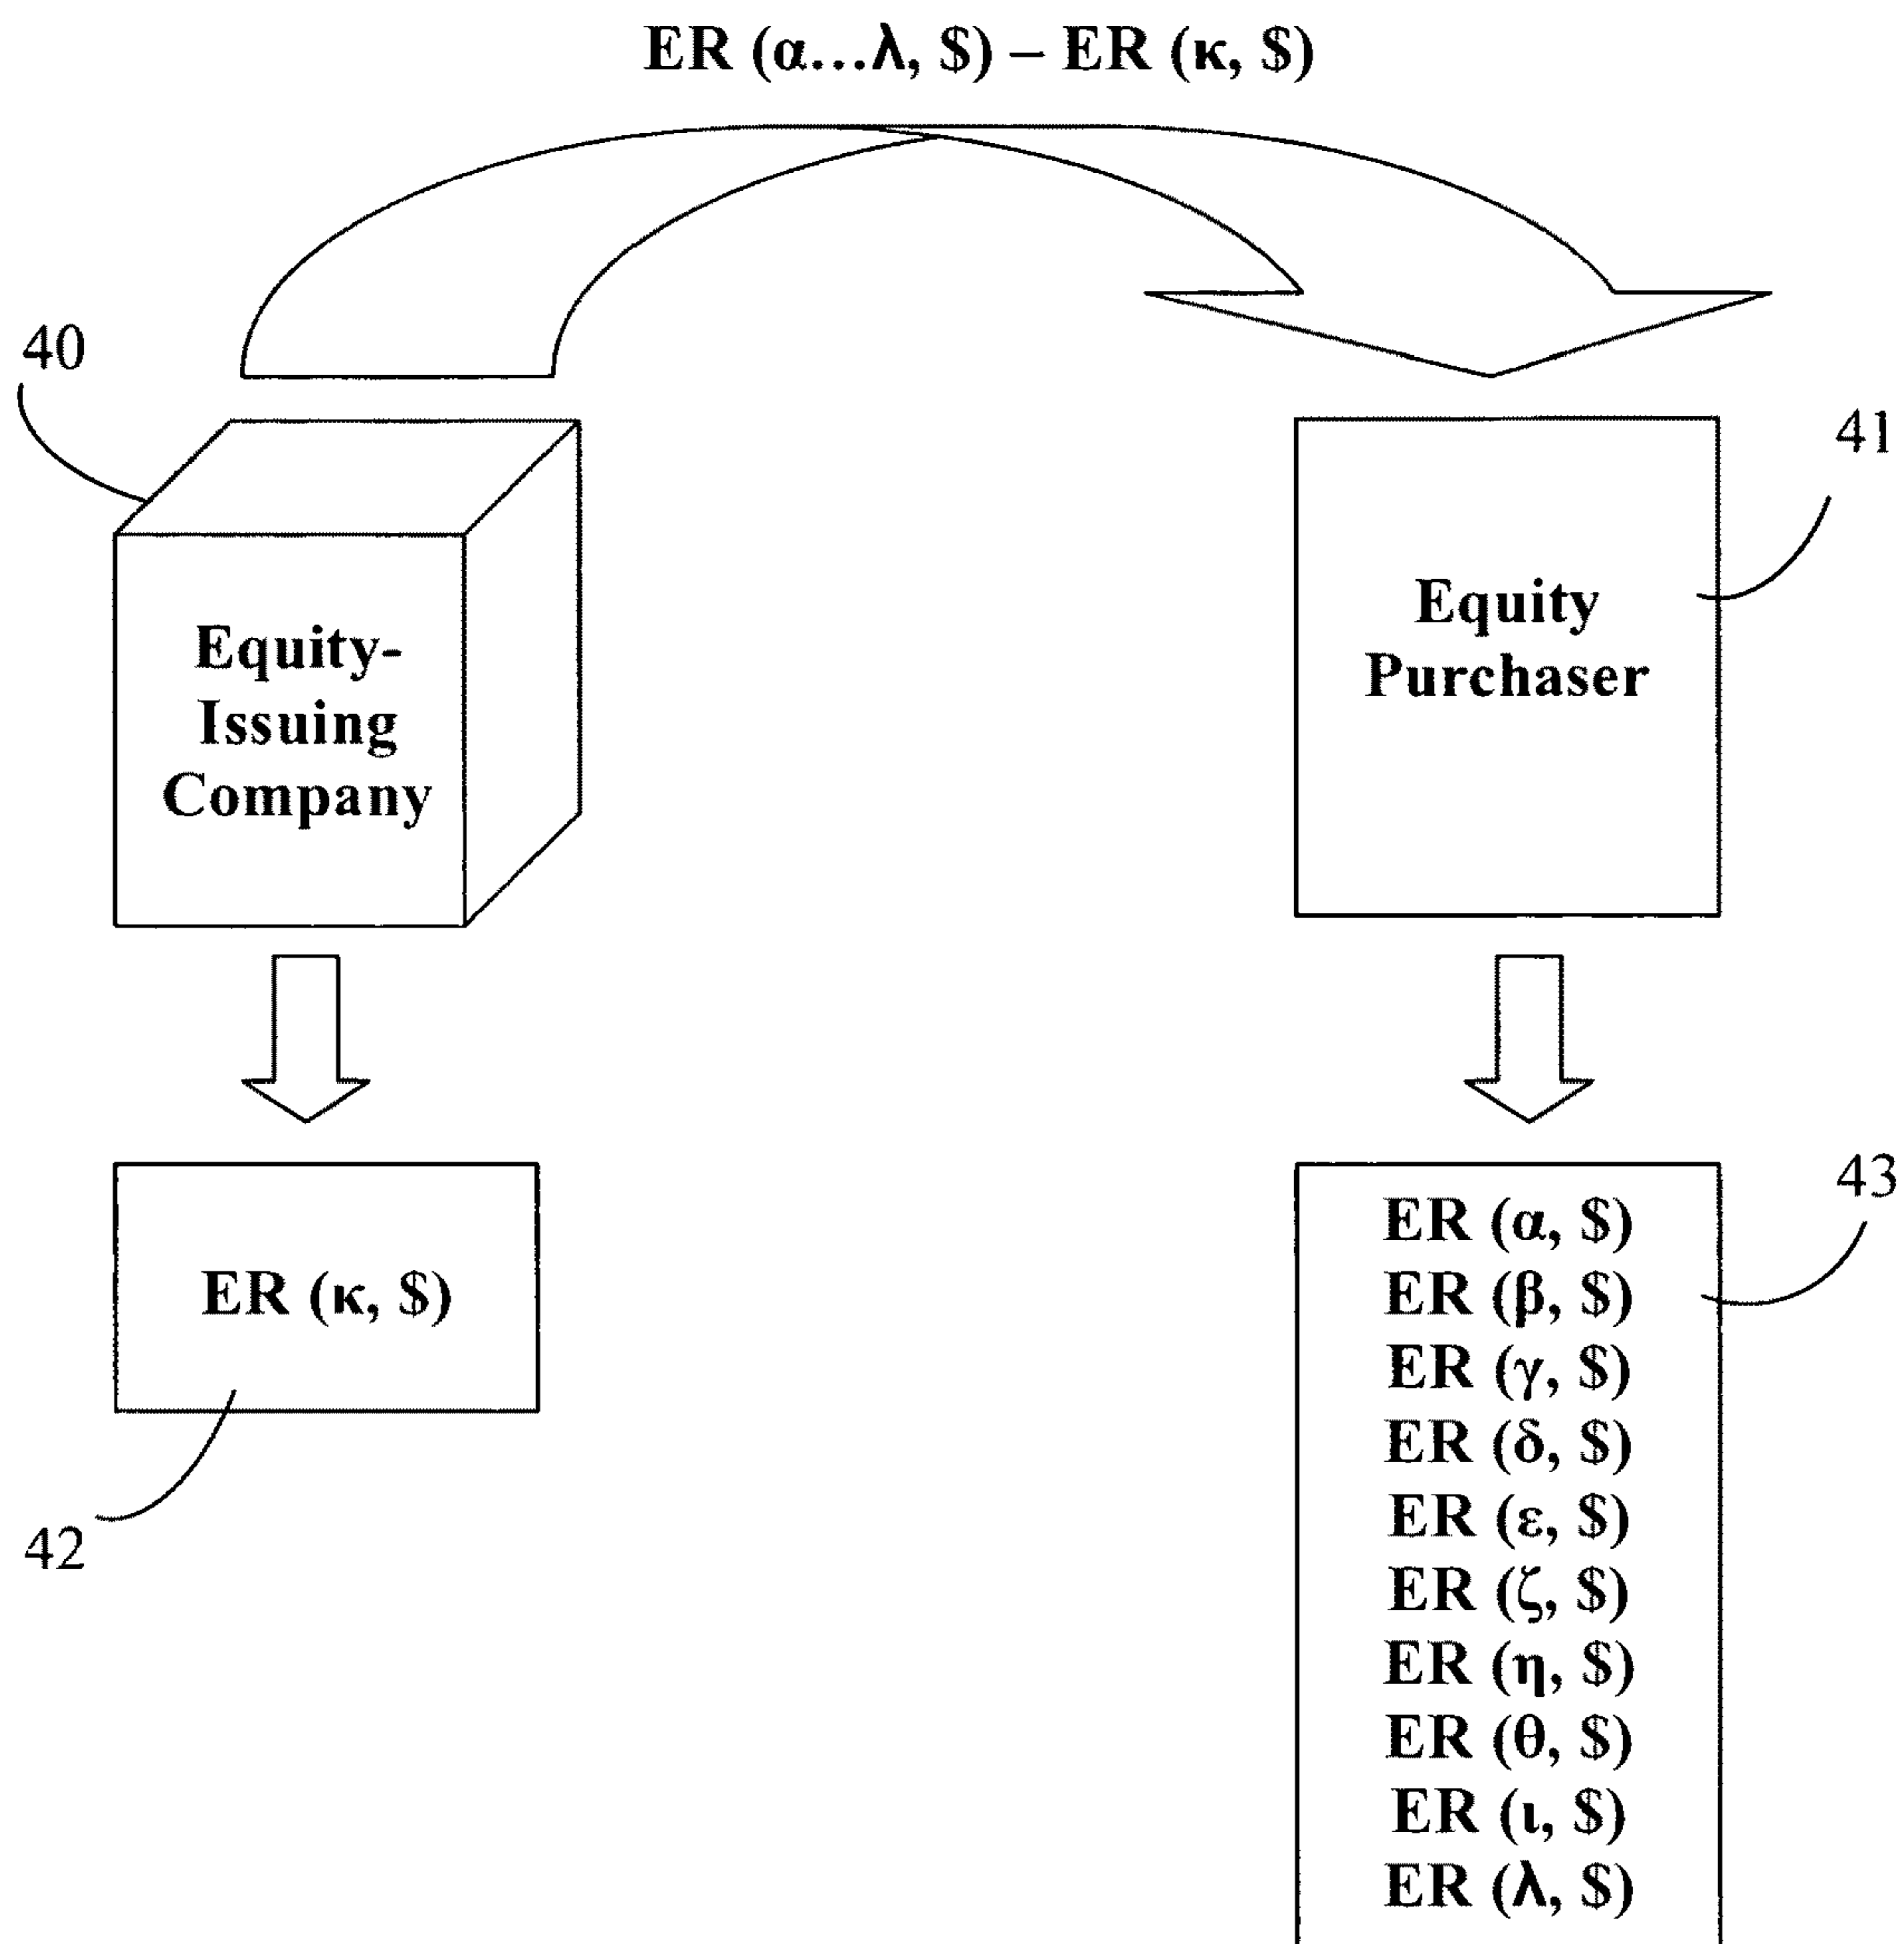 ER (α...λ, $) – ER (κ, $)
40
41
Equity-
Issuing
Company
Equity
Purchaser
43
ER (κ, $)
42
ER (α, $)
ER (β, $)
ER (γ, $)
ER (δ, $)
ER (ε, $)
ER (ζ, $)
ER (η, $)
ER (θ, $)
ER (ι, $)
ER (λ, $)